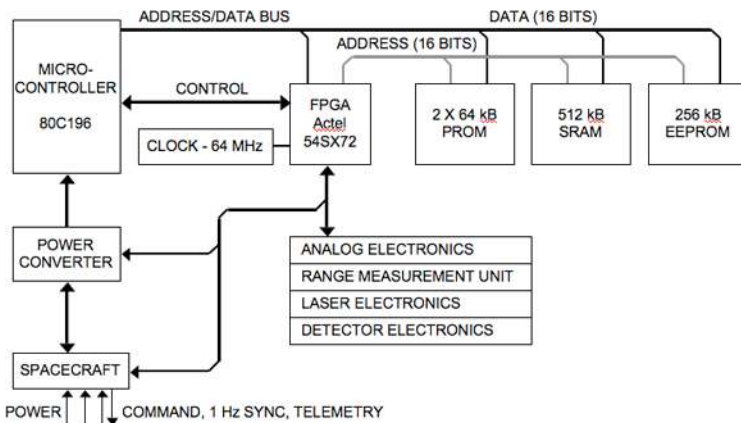 ADDRESS/DATA BUS
DATA (16 BITS)
ADDRESS (16 BITS)
MICRO-
CONTROLLER
80C196
CONTROL
FPGA
Actel
54SX72
2 X 64 kB
PROM
512 kB
SRAM
256 kB
EEPROM
CLOCK - 64 MHz
POWER
CONVERTER
ANALOG ELECTRONICS
RANGE MEASUREMENT UNIT
LASER ELECTRONICS
DETECTOR ELECTRONICS
SPACECRAFT
POWER
COMMAND, 1 Hz SYNC, TELEMETRY